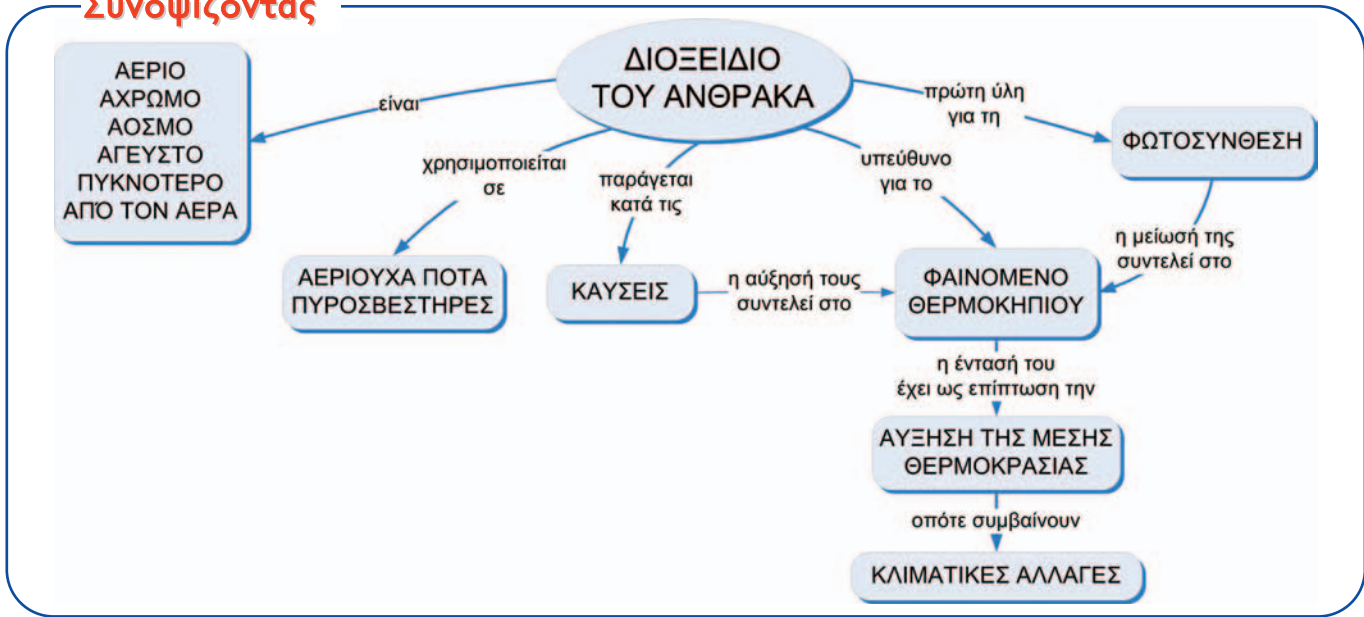 Συνοψίζοντας
ΔΙΟΞΕΙΔΙΟ
ΤΟΥ ΑΝΘΡΑΚΑ
είναι
ΑΕΡΙΟ
ΑΧΡΩΜΟ
ΑΟΣΜΟ
ΑΓΕΥΣΤΟ
ΠΥΚΝΟΤΕΡΟ
ΑΠΌ ΤΟΝ ΑΕΡΑ
χρησιμοποιείται
σε
ΑΕΡΙΟΥΧΑ ΠΟΤΑ
ΠΥΡΟΣΒΕΣΤΗΡΕΣ
παράγεται
κατά τις
ΚΑΥΣΕΙΣ
η αύξησή τους
συντελεί στο
υπεύθυνο
για το
ΦΑΙΝΟΜΕΝΟ
ΘΕΡΜΟΚΗΠΙΟΥ
πρώτη ύλη
για τη
ΦΩΤΟΣΥΝΘΕΣΗ
η μείωσή της
συντελεί στο
η έντασή του
έχει ως επίπτωση την
ΑΥΞΗΣΗ ΤΗΣ ΜΕΣΗΣ
ΘΕΡΜΟΚΡΑΣΙΑΣ
οπότε συμβαίνουν
ΚΛΙΜΑΤΙΚΕΣ ΑΛΛΑΓΕΣ